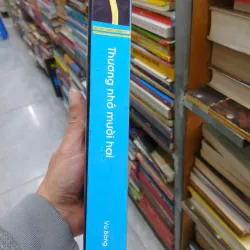 Thương nhớ mười hai
Vũ Bằng